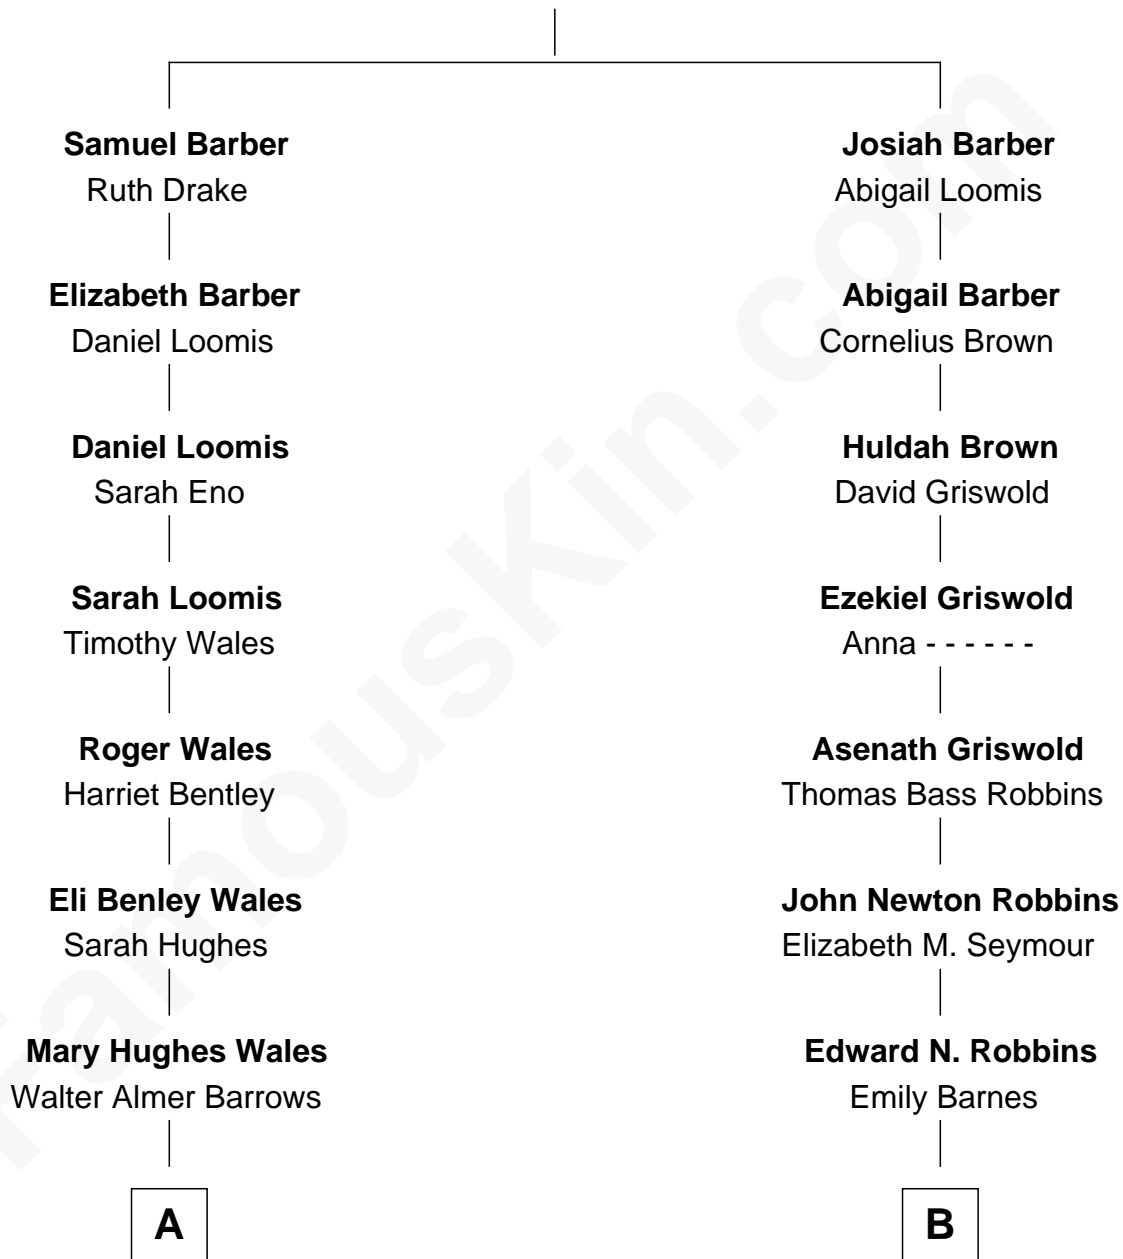 Samuel Barber
Ruth Drake
Josiah Barber
Abigail Loomis
Elizabeth Barber
Daniel Loomis
Abigail Barber
Cornelius Brown
Daniel Loomis
Sarah Eno
Huldah Brown
David Griswold
Sarah Loomis
Timothy Wales
Ezekiel Griswold
Anna - - - - - -
Roger Wales
Harriet Bentley
Asenath Griswold
Thomas Bass Robbins
Eli Benley Wales
Sarah Hughes
John Newton Robbins
Elizabeth M. Seymour
Mary Hughes Wales
Walter Almer Barrows
Edward N. Robbins
Emily Barnes
A
B
FamousKin.com